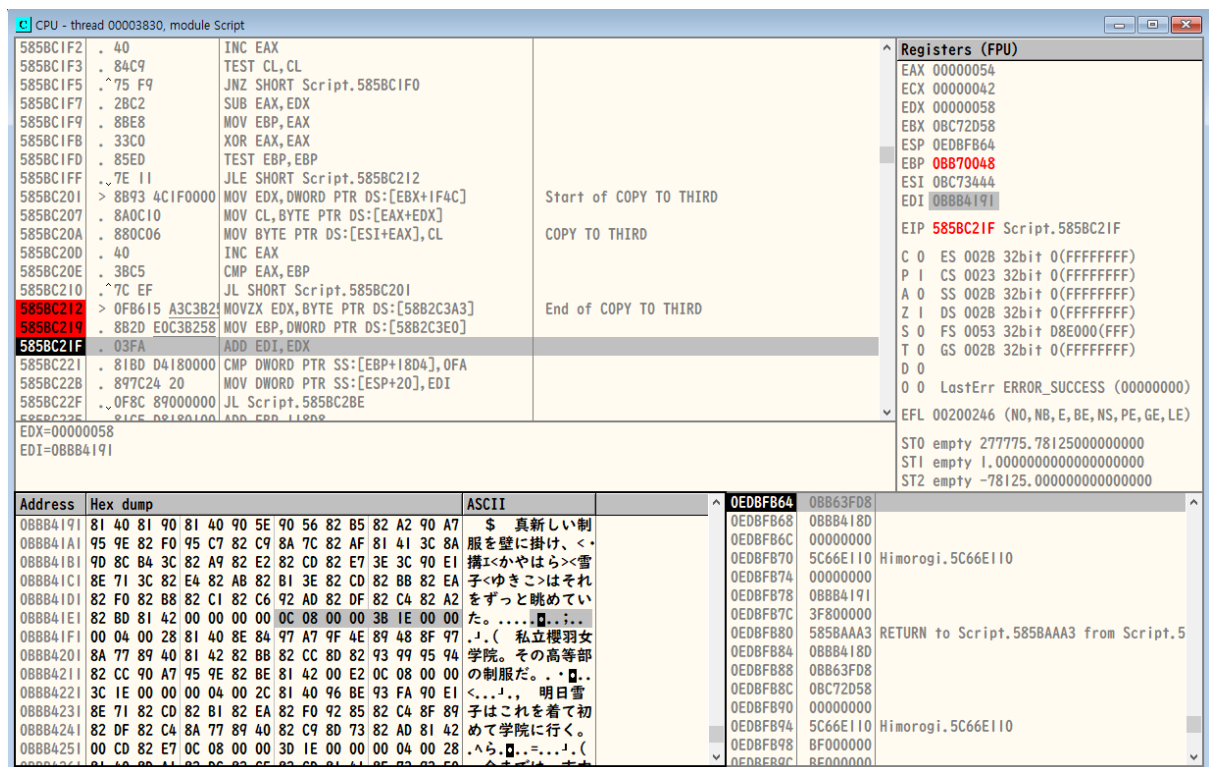 C CPU - thread 00003830, module Script
585BC1F2 . 40 INC EAX
585BC1F3 . 84C9 TEST CL,CL
585BC1F5 .^75 F9 JNZ SHORT Script.585BC1F0
585BC1F7 . 2BC2 SUB EAX,EDX
585BC1F9 . 8BE8 MOV EBP,EAX
585BC1FB . 33C0 XOR EAX,EAX
585BC1FD . 85ED TEST EBP,EBP
585BC1FF .ˬ7E 11 JLE SHORT Script.585BC212
585BC201 > 8B93 4C1F0000 MOV EDX,DWORD PTR DS:[EBX+1F4C] Start of COPY TO THIRD
585BC207 . 8A0C10 MOV CL,BYTE PTR DS:[EAX+EDX]
585BC20A . 880C06 MOV BYTE PTR DS:[ESI+EAX],CL COPY TO THIRD
585BC20D . 40 INC EAX
585BC20E . 3BC5 CMP EAX,EBP
585BC210 .^7C EF JL SHORT Script.585BC201
585BC212 > 0FB615 A3C3B25 MOVZX EDX,BYTE PTR DS:[58B2C3A3] End of COPY TO THIRD
585BC219 . 8B2D E0C3B258 MOV EBP,DWORD PTR DS:[58B2C3E0]
585BC21F . 03FA ADD EDI,EDX
585BC221 . 81BD D4180000 CMP DWORD PTR SS:[EBP+18D4],0FA
585BC22B . 897C24 20 MOV DWORD PTR SS:[ESP+20],EDI
585BC22F .ˬ0F8C 89000000 JL Script.585BC2BE
EDX=00000058
EDI=0BBB4191
Registers (FPU)
EAX 00000054
ECX 00000042
EDX 00000058
EBX 0BC72D58
ESP 0EDBFB64
EBP 0BB70048
ESI 0BC73444
EDI 0BBB4191
EIP 585BC21F Script.585BC21F
C 0 ES 002B 32bit 0(FFFFFFFF)
P 1 CS 0023 32bit 0(FFFFFFFF)
A 0 SS 002B 32bit 0(FFFFFFFF)
Z 1 DS 002B 32bit 0(FFFFFFFF)
S 0 FS 0053 32bit D8E000(FFF)
T 0 GS 002B 32bit 0(FFFFFFFF)
D 0
O 0 LastErr ERROR_SUCCESS (00000000)
EFL 00200246 (NO,NB,E,BE,NS,PE,GE,LE)
ST0 empty 277775.78125000000000
ST1 empty 1.0000000000000000000
ST2 empty -78125.000000000000000
Address Hex dump ASCII
0BBB4191 81 40 81 90 81 40 90 5E 90 56 82 B5 82 A2 90 A7 $ 真新しい制
0BBB41A1 95 9E 82 F0 95 C7 82 C9 8A 7C 82 AF 81 41 3C 8A 服を壁に掛け、<・
0BBB41B1 9D 8C B4 3C 82 A9 82 E2 82 CD 82 E7 3E 3C 90 E1 搆ｴ<かやはら><雪
0BBB41C1 8E 71 3C 82 E4 82 AB 82 B1 3E 82 CD 82 BB 82 EA 子<ゆきこ>はそれ
0BBB41D1 82 F0 82 B8 82 C1 82 C6 92 AD 82 DF 82 C4 82 A2 をずっと眺めてい
0BBB41E1 82 BD 81 42 00 00 00 00 0C 08 00 00 3B 1E 00 00 た。.....◘..;..
0BBB41F1 00 04 00 28 81 40 8E 84 97 A7 9F 4E 89 48 8F 97 .┘.( 私立櫻羽女
0BBB4201 8A 77 89 40 81 42 82 BB 82 CC 8D 82 93 99 95 94 学院。その高等部
0BBB4211 82 CC 90 A7 95 9E 82 BE 81 42 00 E2 0C 08 00 00 の制服だ。.・◘..
0BBB4221 3C 1E 00 00 00 04 00 2C 81 40 96 BE 93 FA 90 E1 <...┘., 明日雪
0BBB4231 8E 71 82 CD 82 B1 82 EA 82 F0 92 85 82 C4 8F 89 子はこれを着て初
0BBB4241 82 DF 82 C4 8A 77 89 40 82 C9 8D 73 82 AD 81 42 めて学院に行く。
0BBB4251 00 CD 82 E7 0C 08 00 00 3D 1E 00 00 00 04 00 28 .ﾍら.◘..=...┘.(
0EDBFB64 0BB63FD8
0EDBFB68 0BBB418D
0EDBFB6C 00000000
0EDBFB70 5C66E110 Himorogi.5C66E110
0EDBFB74 00000000
0EDBFB78 0BBB4191
0EDBFB7C 3F800000
0EDBFB80 585BAAA3 RETURN to Script.585BAAA3 from Script.5
0EDBFB84 0BBB418D
0EDBFB88 0BB63FD8
0EDBFB8C 0BC72D58
0EDBFB90 00000000
0EDBFB94 5C66E110 Himorogi.5C66E110
0EDBFB98 BF000000